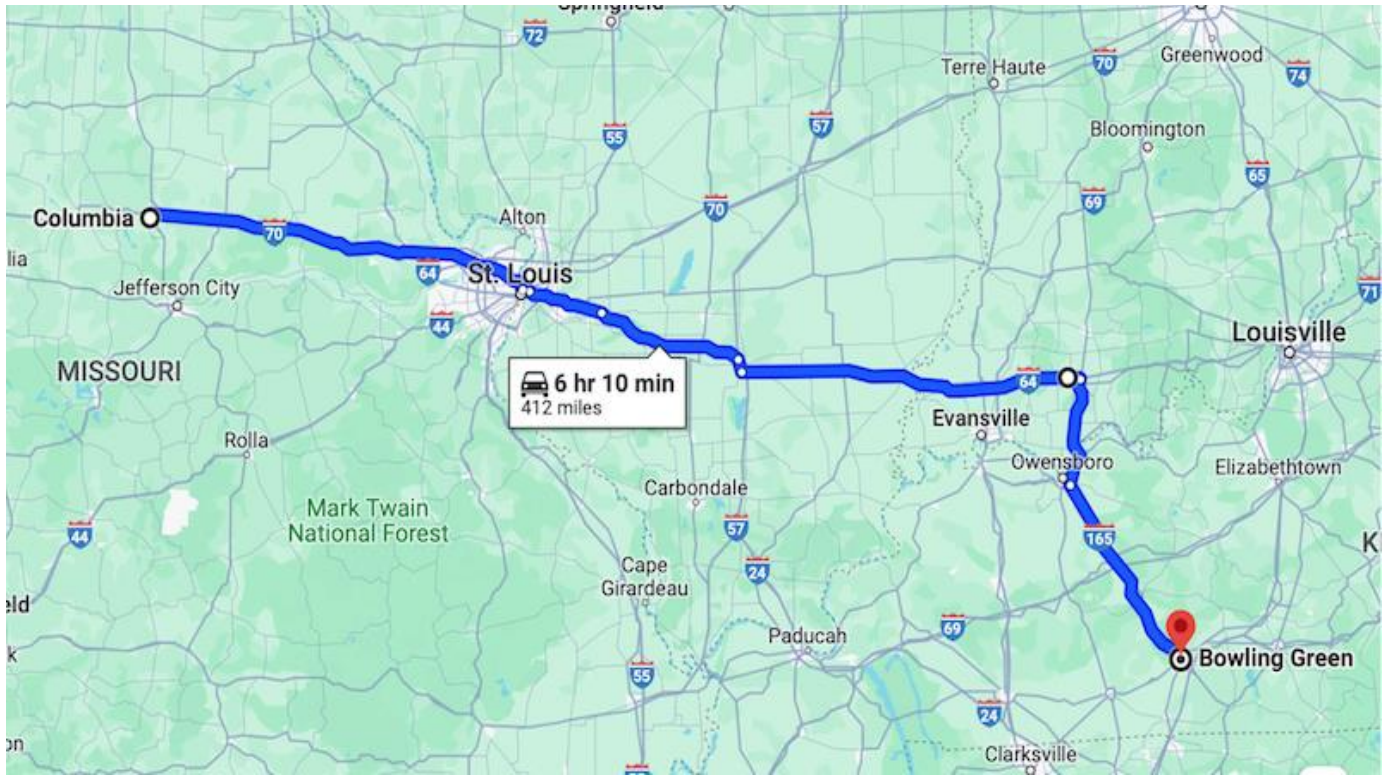 Springfield
72
Terre Haute
70
Greenwood
74
55
57
Bloomington
65
Columbia
70
Alton
70
69
lia
64
St. Louis
Jefferson City
44
71
Louisville
MISSOURI
6 hr 10 min
412 miles
64
Evansville
Rolla
Owensboro
Elizabethtown
Carbondale
Mark Twain
National Forest
44
57
165
K
Cape
Girardeau
24
eld
69
Paducah
k
Bowling Green
55
24
on
Clarksville